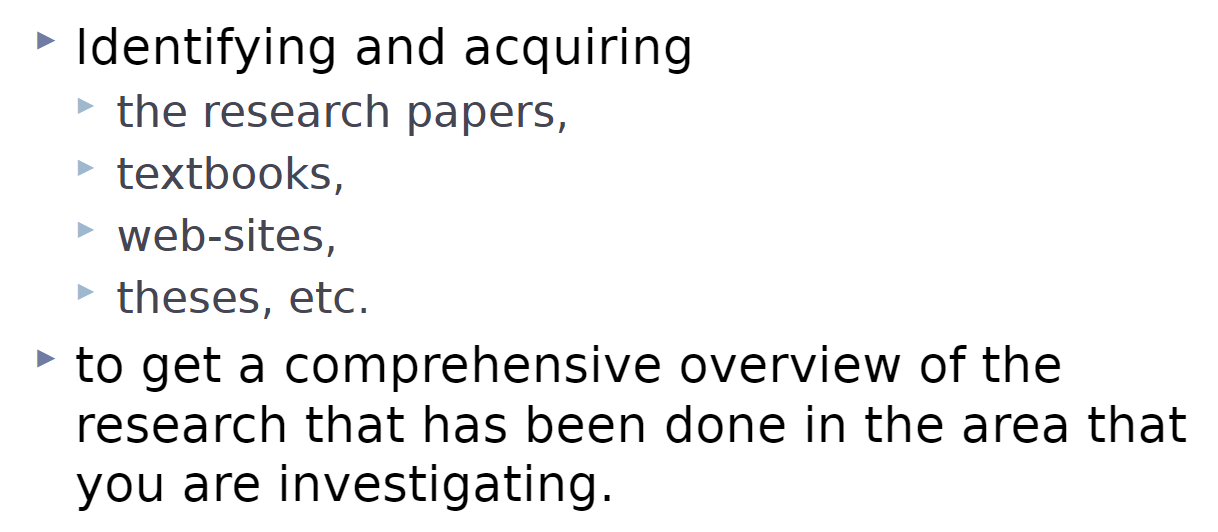 Identifying and acquiring
the research papers,
textbooks,
web-sites,
theses, etc.
to get a comprehensive overview of the
research that has been done in the area that
you are investigating.